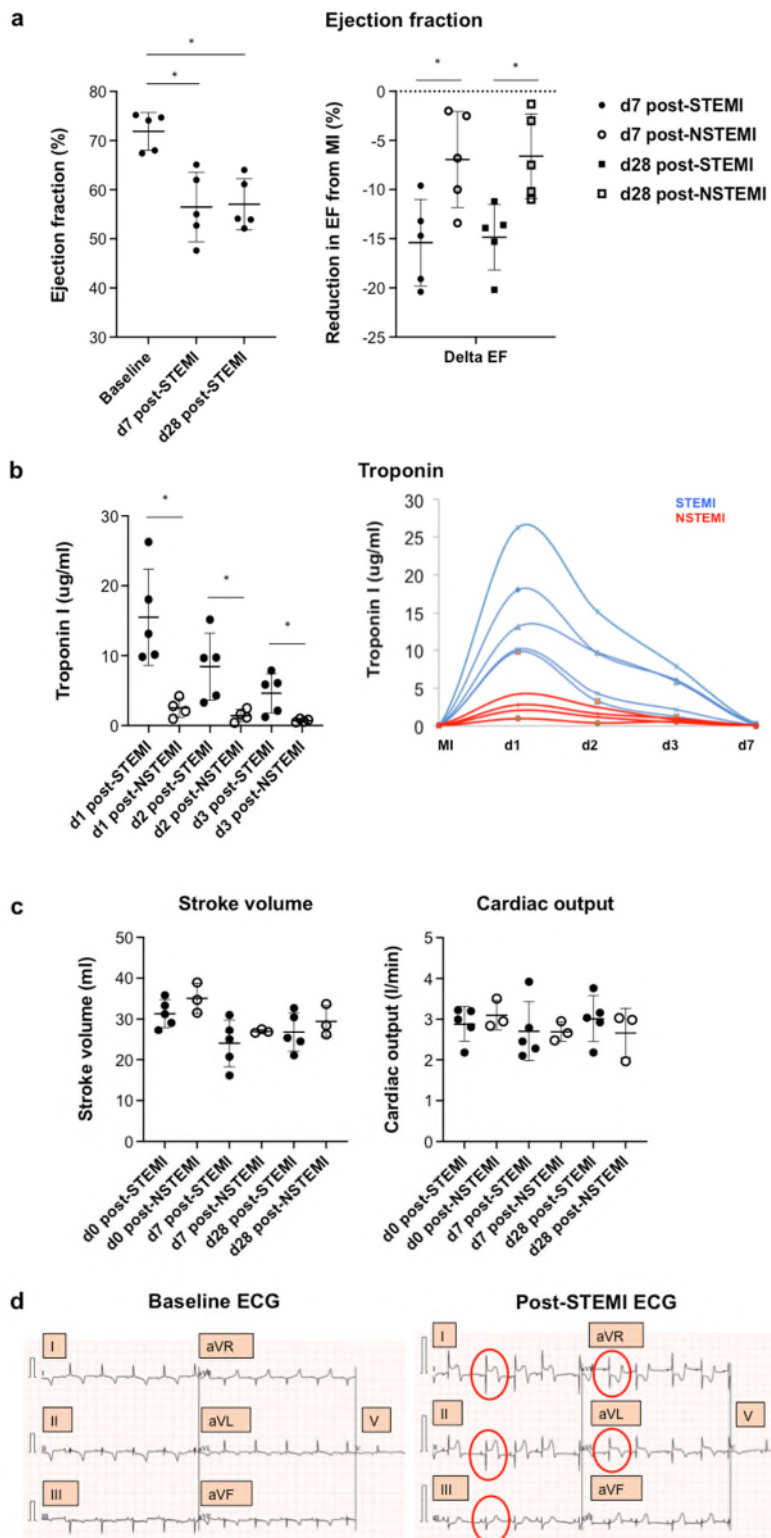 a
Ejection fraction
Ejection fraction (%)
80
70
60
50
40
30
*
*
Baseline
d7 post-STEMI
d28 post-STEMI
Reduction in EF from MI (%)
0
-5
-10
-15
-20
-25
*
*
Delta EF
d7 post-STEMI
d7 post-NSTEMI
d28 post-STEMI
d28 post-NSTEMI
b
Troponin
Troponin I (ug/ml)
30
20
10
0
*
*
*
d1 post-STEMI
d1 post-NSTEMI
d2 post-STEMI
d2 post-NSTEMI
d3 post-STEMI
d3 post-NSTEMI
Troponin I (ug/ml)
30
25
20
15
10
5
0
STEMI
NSTEMI
MI d1 d2 d3 d7
c
Stroke volume
Stroke volume (ml)
50
40
30
20
10
0
d0 post-STEMI
d0 post-NSTEMI
d7 post-STEMI
d7 post-NSTEMI
d28 post-STEMI
d28 post-NSTEMI
Cardiac output
Cardiac output (l/min)
5
4
3
2
1
0
d0 post-STEMI
d0 post-NSTEMI
d7 post-STEMI
d7 post-NSTEMI
d28 post-STEMI
d28 post-NSTEMI
d
Baseline ECG
I aVR
II aVL V
III aVF
Post-STEMI ECG
I aVR
II aVL V
III aVF